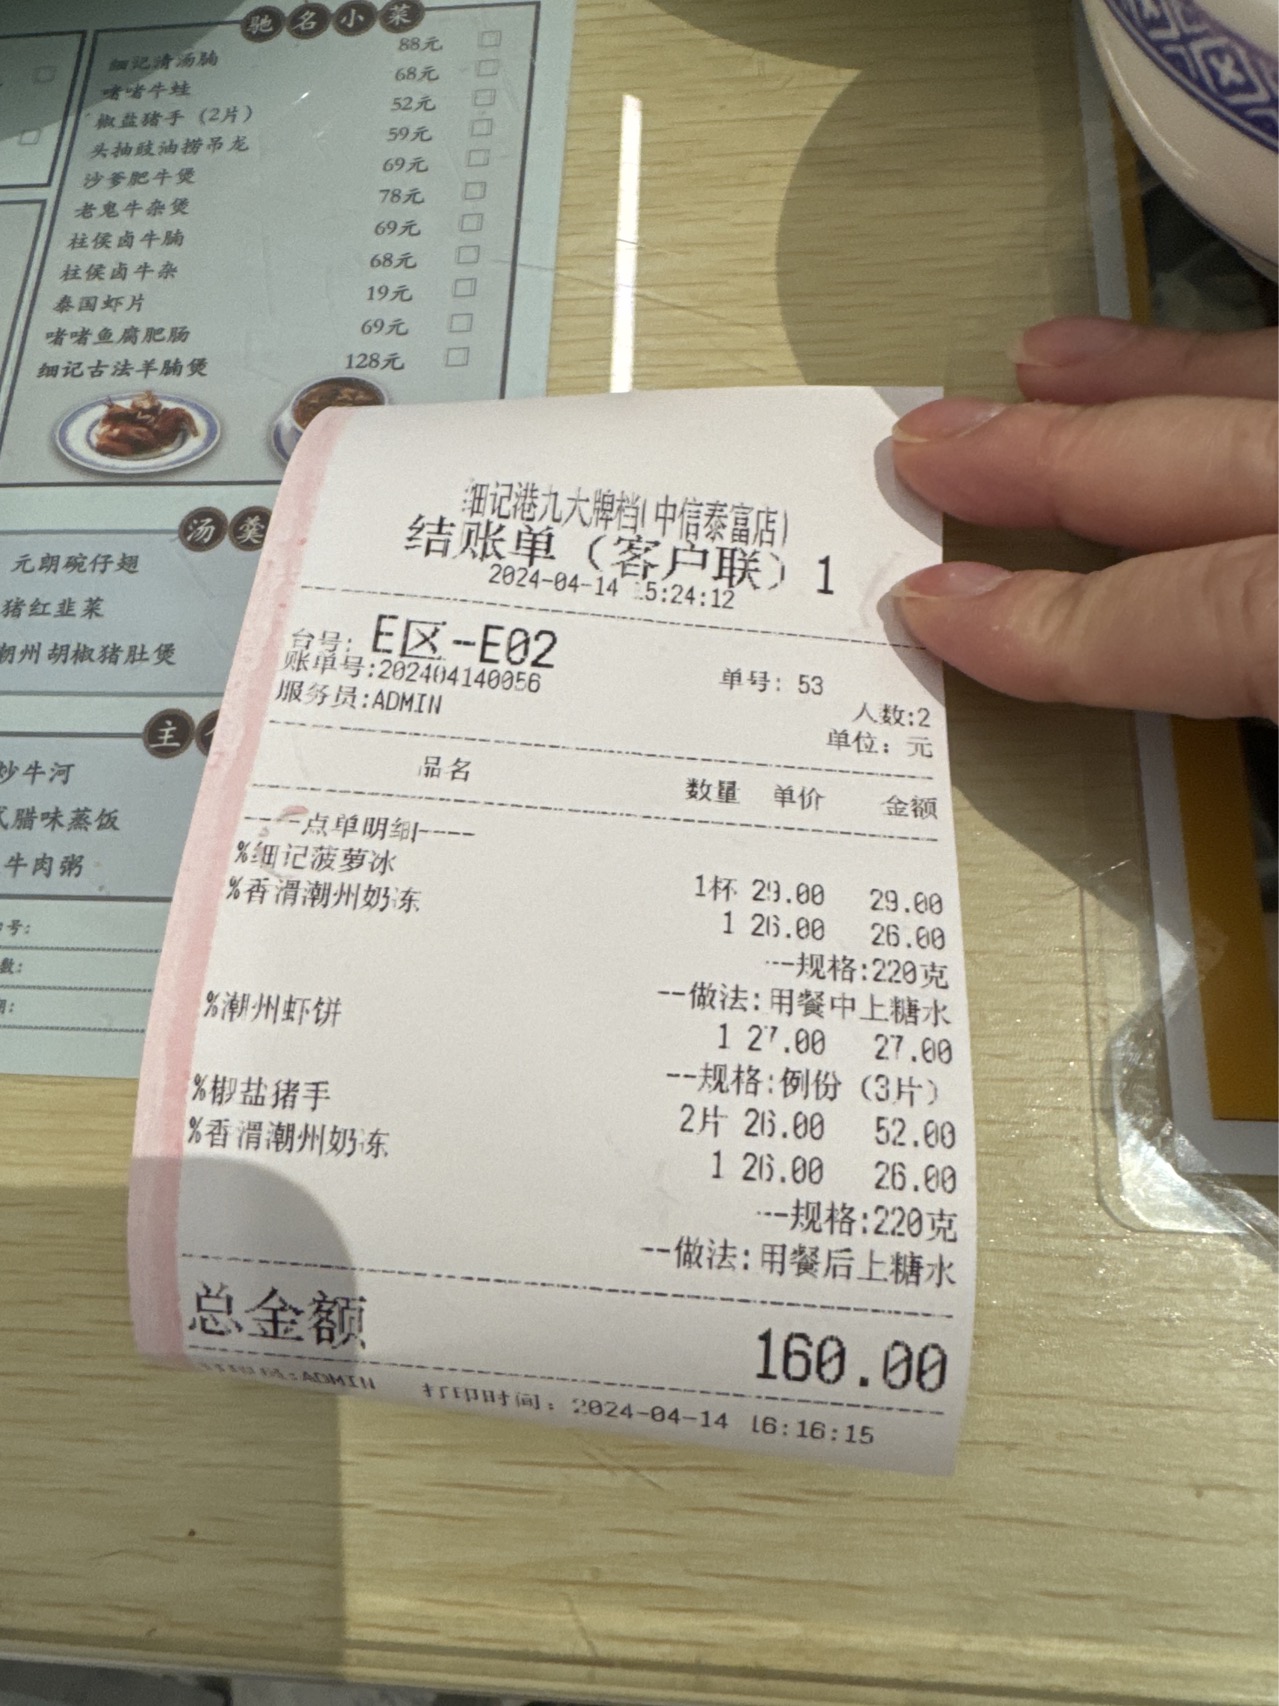 驰名小菜
细记清汤腩 88元
啫啫牛蛙 68元
椒盐猪手（2片） 52元
头抽豉油捞吊龙 59元
沙爹肥牛煲 69元
老鬼牛杂煲 78元
柱侯卤牛腩 69元
柱侯卤牛杂 68元
泰国虾片 19元
啫啫鱼腐肥肠 69元
细记古法羊腩煲 128元
汤羹
元朗碗仔翅
猪红韭菜
潮州胡椒猪肚煲
主
炒牛河
腊味蒸饭
牛肉粥
号:
数:
细记港九大牌档(中信泰富店)
结账单（客户联）1
2024-04-14 15:24:12
台号: E区-E02
账单号:202404140056 单号: 53
服务员:ADMIN 人数:2
单位: 元
品名 数量 单价 金额
----点单明细----
%细记菠萝冰
1杯 29.00 29.00
%香滑潮州奶冻
1 26.00 26.00
---规格:220克
--做法:用餐中上糖水
%潮州虾饼
1 27.00 27.00
--规格:例份（3片）
%椒盐猪手
2片 26.00 52.00
%香滑潮州奶冻
1 26.00 26.00
---规格:220克
--做法:用餐后上糖水
总金额 160.00
:ADMIN 打印时间: 2024-04-14 16:16:15